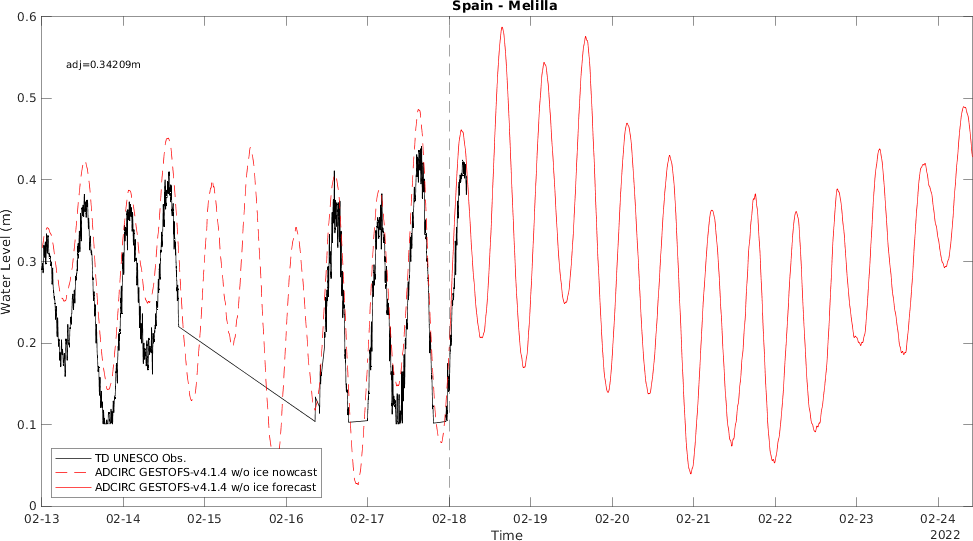 Spain - Melilla
0.6
adj=0.34209m
0.5
0.4
0.3
0.2
0.1
0
Water Level (m)
TD UNESCO Obs.
ADCIRC GESTOFS-v4.1.4 w/o ice nowcast
ADCIRC GESTOFS-v4.1.4 w/o ice forecast
02-13 02-14 02-15 02-16 02-17 02-18 02-19 02-20 02-21 02-22 02-23 02-24
Time 2022